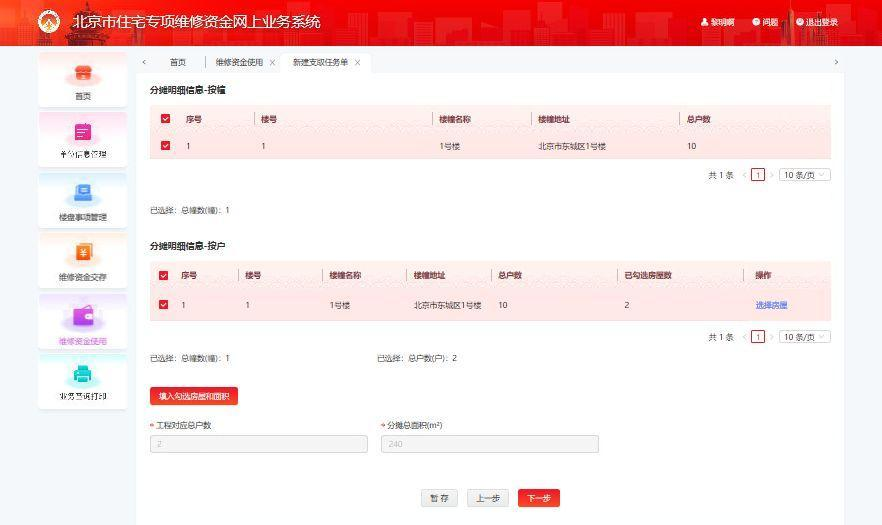 北京市住宅专项维修资金网上业务系统
黎明啊 问题 退出登录
首页 维修资金使用 × 新建支取任务单 ×
首页
单位信息管理
楼盘事项管理
维修资金交存
维修资金使用
业务查询打印
分摊明细信息-按幢
序号 楼号 楼幢名称 楼幢地址 总户数
1 1 1号楼 北京市东城区1号楼 10
共 1 条 < 1 > 10 条/页
已选择：总幢数(幢)：1
分摊明细信息-按户
序号 楼号 楼幢名称 楼幢地址 总户数 已勾选房屋数 操作
1 1 1号楼 北京市东城区1号楼 10 2 选择房屋
共 1 条 < 1 > 10 条/页
已选择：总幢数(幢)：1 已选择：总户数(户)：2
填入勾选房屋和面积
* 工程对应总户数 * 分摊总面积(m²)
2 240
暂存 上一步 下一步